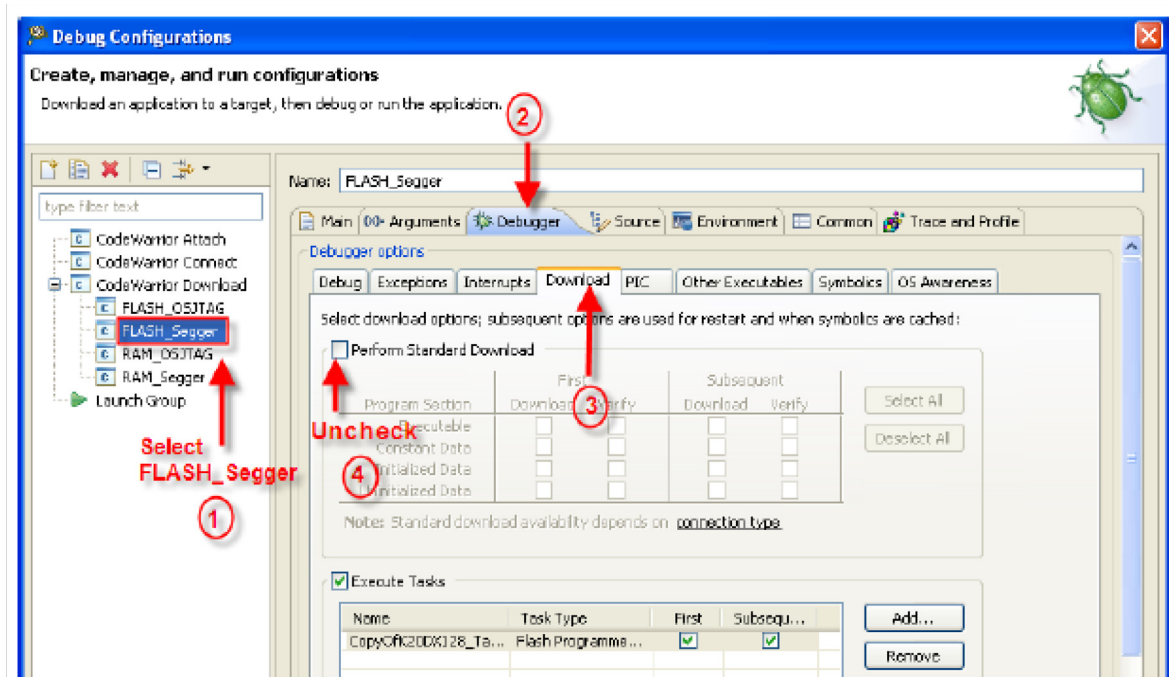 Debug Configurations
Create, manage, and run configurations
Download an application to a target, then debug or run the application.
2
Name: FLASH_Segger
type filter text
Main (x)= Arguments Debugger Source Environment Common Trace and Profile
CodeWarrior Attach
CodeWarrior Connect
CodeWarrior Download
FLASH_OSJTAG
FLASH_Segger
RAM_OSJTAG
RAM_Segger
Launch Group
Select
FLASH_Segger
1
Debugger options
Debug Exceptions Interrupts Download PIC Other Executables Symbolics OS Awareness
Select download options; subsequent options are used for restart and when symbolics are cached:
Perform Standard Download
First Subsequent
Program Section Download Verify Download Verify
Select All
3
Uncheck
Executable
Deselect All
Constant Data
4
Initialized Data
Uninitialized Data
Note: Standard download availability depends on connection type
Execute Tasks
Name Task Type First Subsequ... Add...
CopyOfK20DX128_Ta... Flash Programme...
Remove